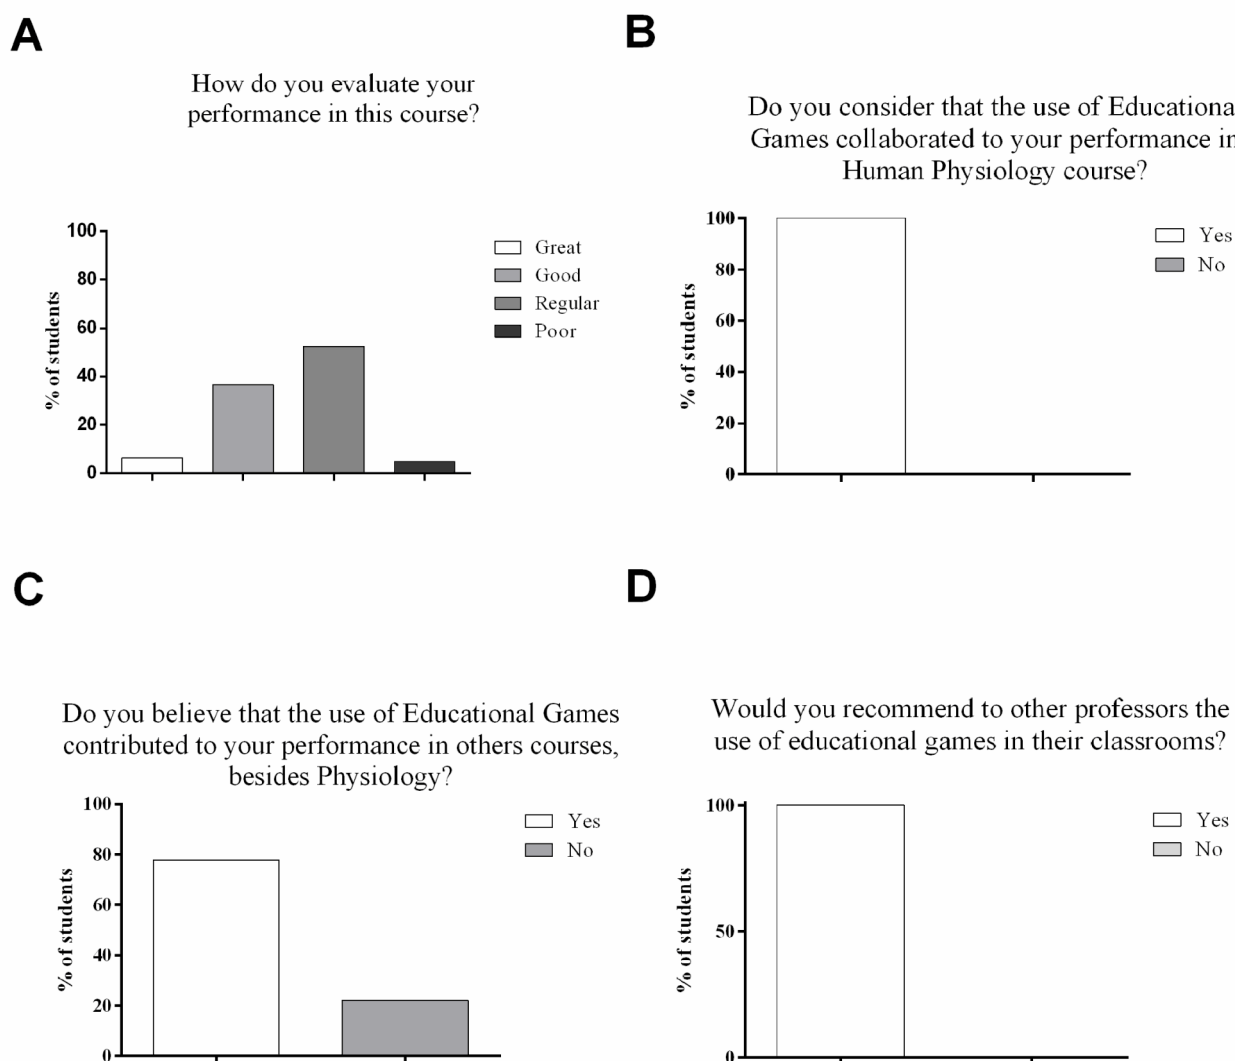 A
How do you evaluate your
performance in this course?
100
80
60
40
20
0
% of students
Great
Good
Regular
Poor
B
Do you consider that the use of Educationa
Games collaborated to your performance in
Human Physiology course?
100
80
60
40
20
0
% of students
Yes
No
C
Do you believe that the use of Educational Games
contributed to your performance in others courses,
besides Physiology?
100
80
60
40
20
0
% of students
Yes
No
D
Would you recommend to other professors the
use of educational games in their classrooms?
100
50
0
% of students
Yes
No